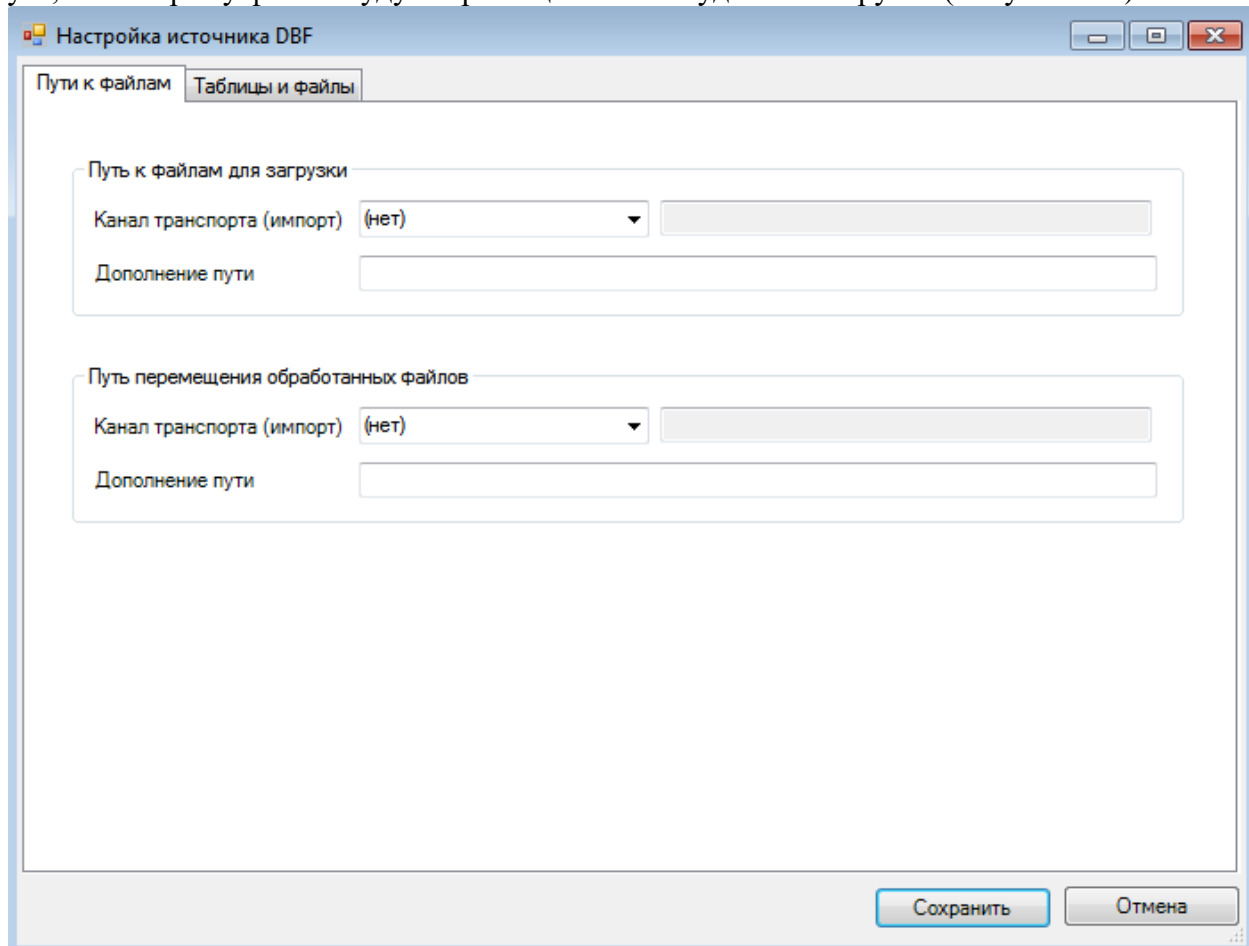 Настройка источника DBF
Пути к файлам Таблицы и файлы
Путь к файлам для загрузки
Канал транспорта (импорт) (нет)
Дополнение пути
Путь перемещения обработанных файлов
Канал транспорта (импорт) (нет)
Дополнение пути
Сохранить Отмена